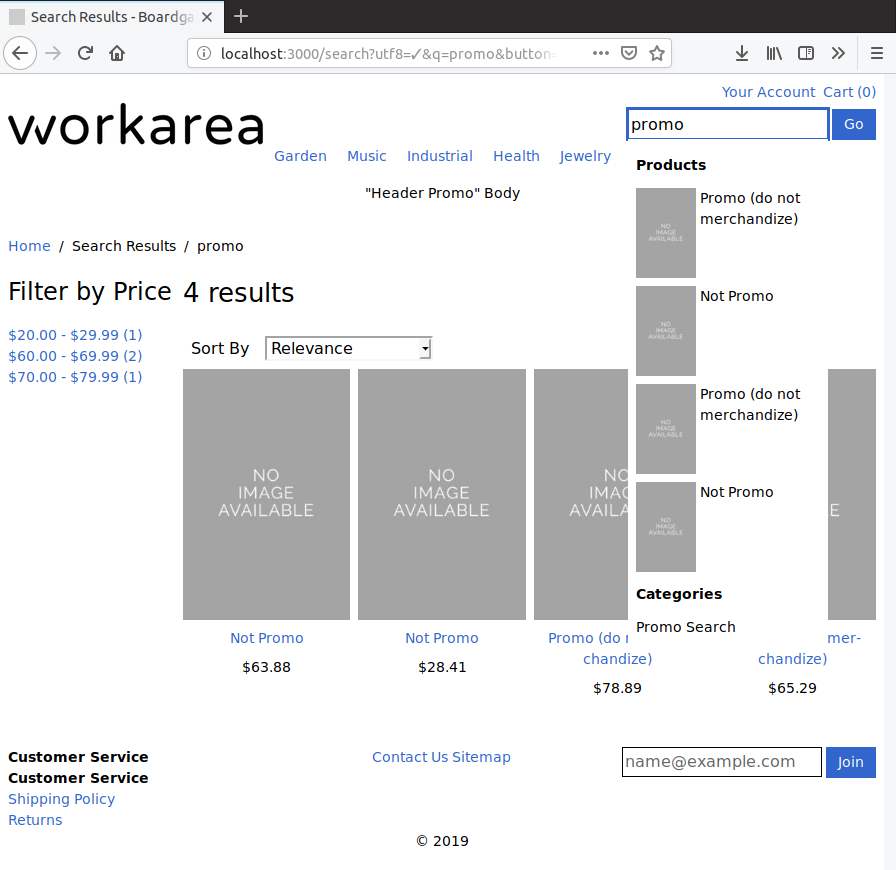 Search Results - Boardga
localhost:3000/search?utf8=✓&q=promo&button=
Your Account Cart (0)
workarea
promo
Go
Garden Music Industrial Health Jewelry
"Header Promo" Body
Products
Promo (do not
merchandize)
NO IMAGE
AVAILABLE
Not Promo
NO IMAGE
AVAILABLE
Promo (do not
merchandize)
NO IMAGE
AVAILABLE
Not Promo
NO IMAGE
AVAILABLE
Categories
Promo Search
Home / Search Results / promo
Filter by Price
$20.00 - $29.99 (1)
$60.00 - $69.99 (2)
$70.00 - $79.99 (1)
4 results
Sort By Relevance
NO
IMAGE
AVAILABLE
Not Promo
$63.88
NO
IMAGE
AVAILABLE
Not Promo
$28.41
NO
IMA
AVAILA
Promo (do
chandize)
$78.89
E
mer-
chandize)
$65.29
Customer Service
Customer Service
Shipping Policy
Returns
Contact Us Sitemap
name@example.com
Join
© 2019